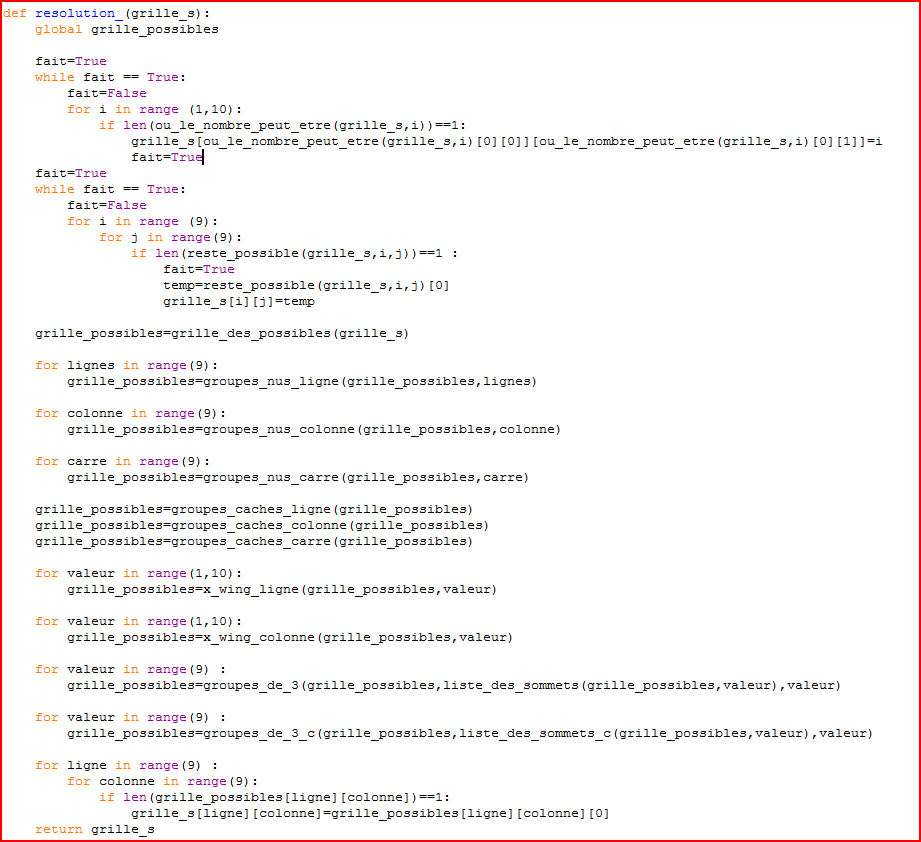 def resolution_(grille_s):
    global grille_possibles

    fait=True
    while fait == True:
        fait=False
        for i in range (1,10):
            if len(ou_le_nombre_peut_etre(grille_s,i))==1:
                grille_s[ou_le_nombre_peut_etre(grille_s,i)[0][0]][ou_le_nombre_peut_etre(grille_s,i)[0][1]]=i
                fait=True
    fait=True
    while fait == True:
        fait=False
        for i in range (9):
            for j in range(9):
                if len(reste_possible(grille_s,i,j))==1 :
                    fait=True
                    temp=reste_possible(grille_s,i,j)[0]
                    grille_s[i][j]=temp

    grille_possibles=grille_des_possibles(grille_s)

    for lignes in range(9):
        grille_possibles=groupes_nus_ligne(grille_possibles,lignes)

    for colonne in range(9):
        grille_possibles=groupes_nus_colonne(grille_possibles,colonne)

    for carre in range(9):
        grille_possibles=groupes_nus_carre(grille_possibles,carre)

    grille_possibles=groupes_caches_ligne(grille_possibles)
    grille_possibles=groupes_caches_colonne(grille_possibles)
    grille_possibles=groupes_caches_carre(grille_possibles)

    for valeur in range(1,10):
        grille_possibles=x_wing_ligne(grille_possibles,valeur)

    for valeur in range(1,10):
        grille_possibles=x_wing_colonne(grille_possibles,valeur)

    for valeur in range(9) :
        grille_possibles=groupes_de_3(grille_possibles,liste_des_sommets(grille_possibles,valeur),valeur)

    for valeur in range(9) :
        grille_possibles=groupes_de_3_c(grille_possibles,liste_des_sommets_c(grille_possibles,valeur),valeur)

    for ligne in range(9) :
        for colonne in range(9):
            if len(grille_possibles[ligne][colonne])==1:
                grille_s[ligne][colonne]=grille_possibles[ligne][colonne][0]
    return grille_s